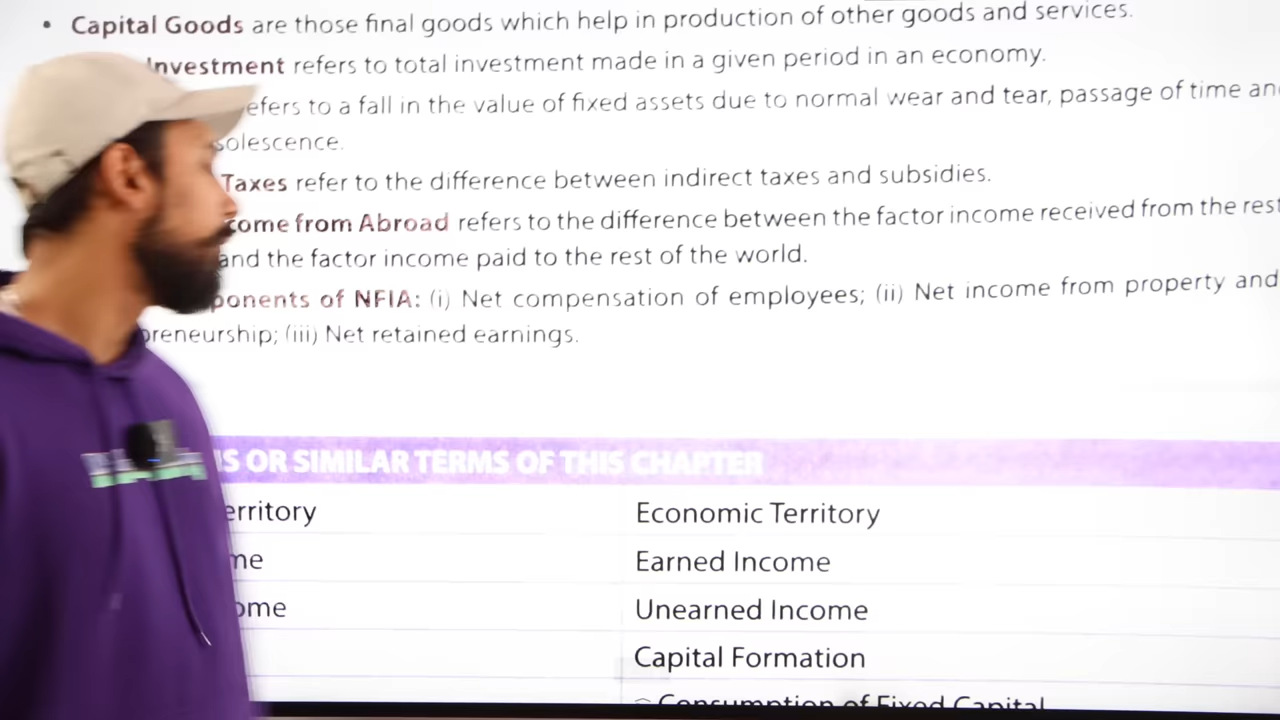 • Capital Goods are those final goods which help in production of other goods and services.
Investment refers to total investment made in a given period in an economy.
efers to a fall in the value of fixed assets due to normal wear and tear, passage of time an
solescence.
Taxes refer to the difference between indirect taxes and subsidies.
come from Abroad refers to the difference between the factor income received from the rest
and the factor income paid to the rest of the world.
ponents of NFIA: (i) Net compensation of employees; (ii) Net income from property and
preneurship; (iii) Net retained earnings.
S OR SIMILAR TERMS OF THIS CHAPTER
erritory Economic Territory
me Earned Income
ome Unearned Income
Capital Formation
Consumption of Fixed Capital